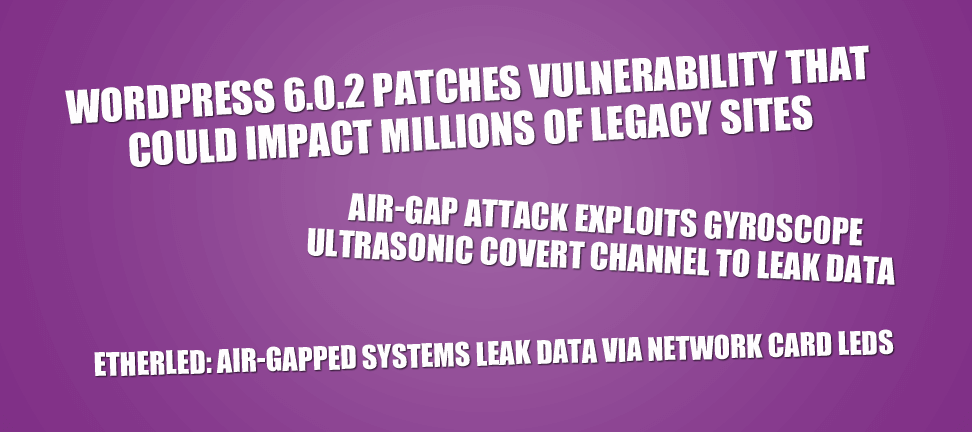 WORDPRESS 6.0.2 PATCHES VULNERABILITY THAT
COULD IMPACT MILLIONS OF LEGACY SITES
AIR-GAP ATTACK EXPLOITS GYROSCOPE
ULTRASONIC COVERT CHANNEL TO LEAK DATA
ETHERLED: AIR-GAPPED SYSTEMS LEAK DATA VIA NETWORK CARD LEDS